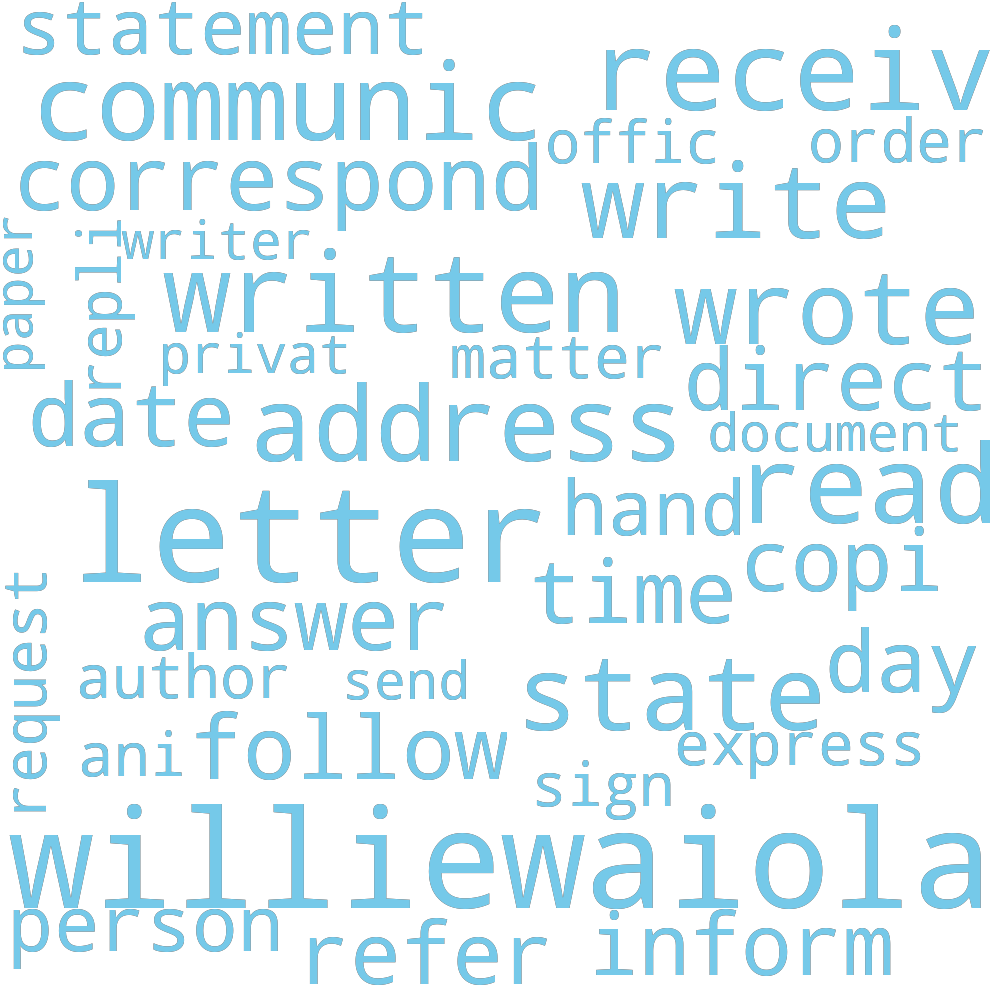 statement
receiv
communic
offic
order
correspond
write
paper
repli
writer
written
wrote
privat
matter
direct
date
address
document
read
letter
hand
copi
time
request
answer
day
author
send
state
ani
follow
express
sign
williewaiola
person
refer
inform